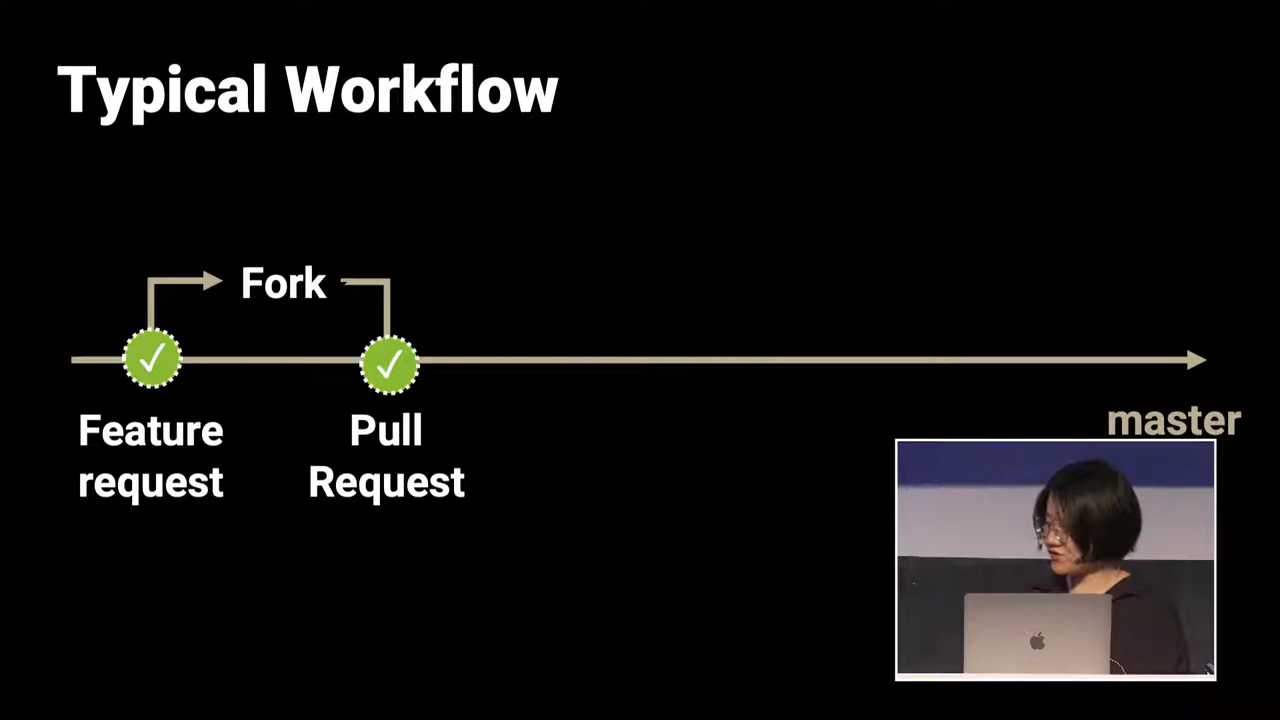 Typical Workflow
Fork
Feature
request
Pull
Request
master